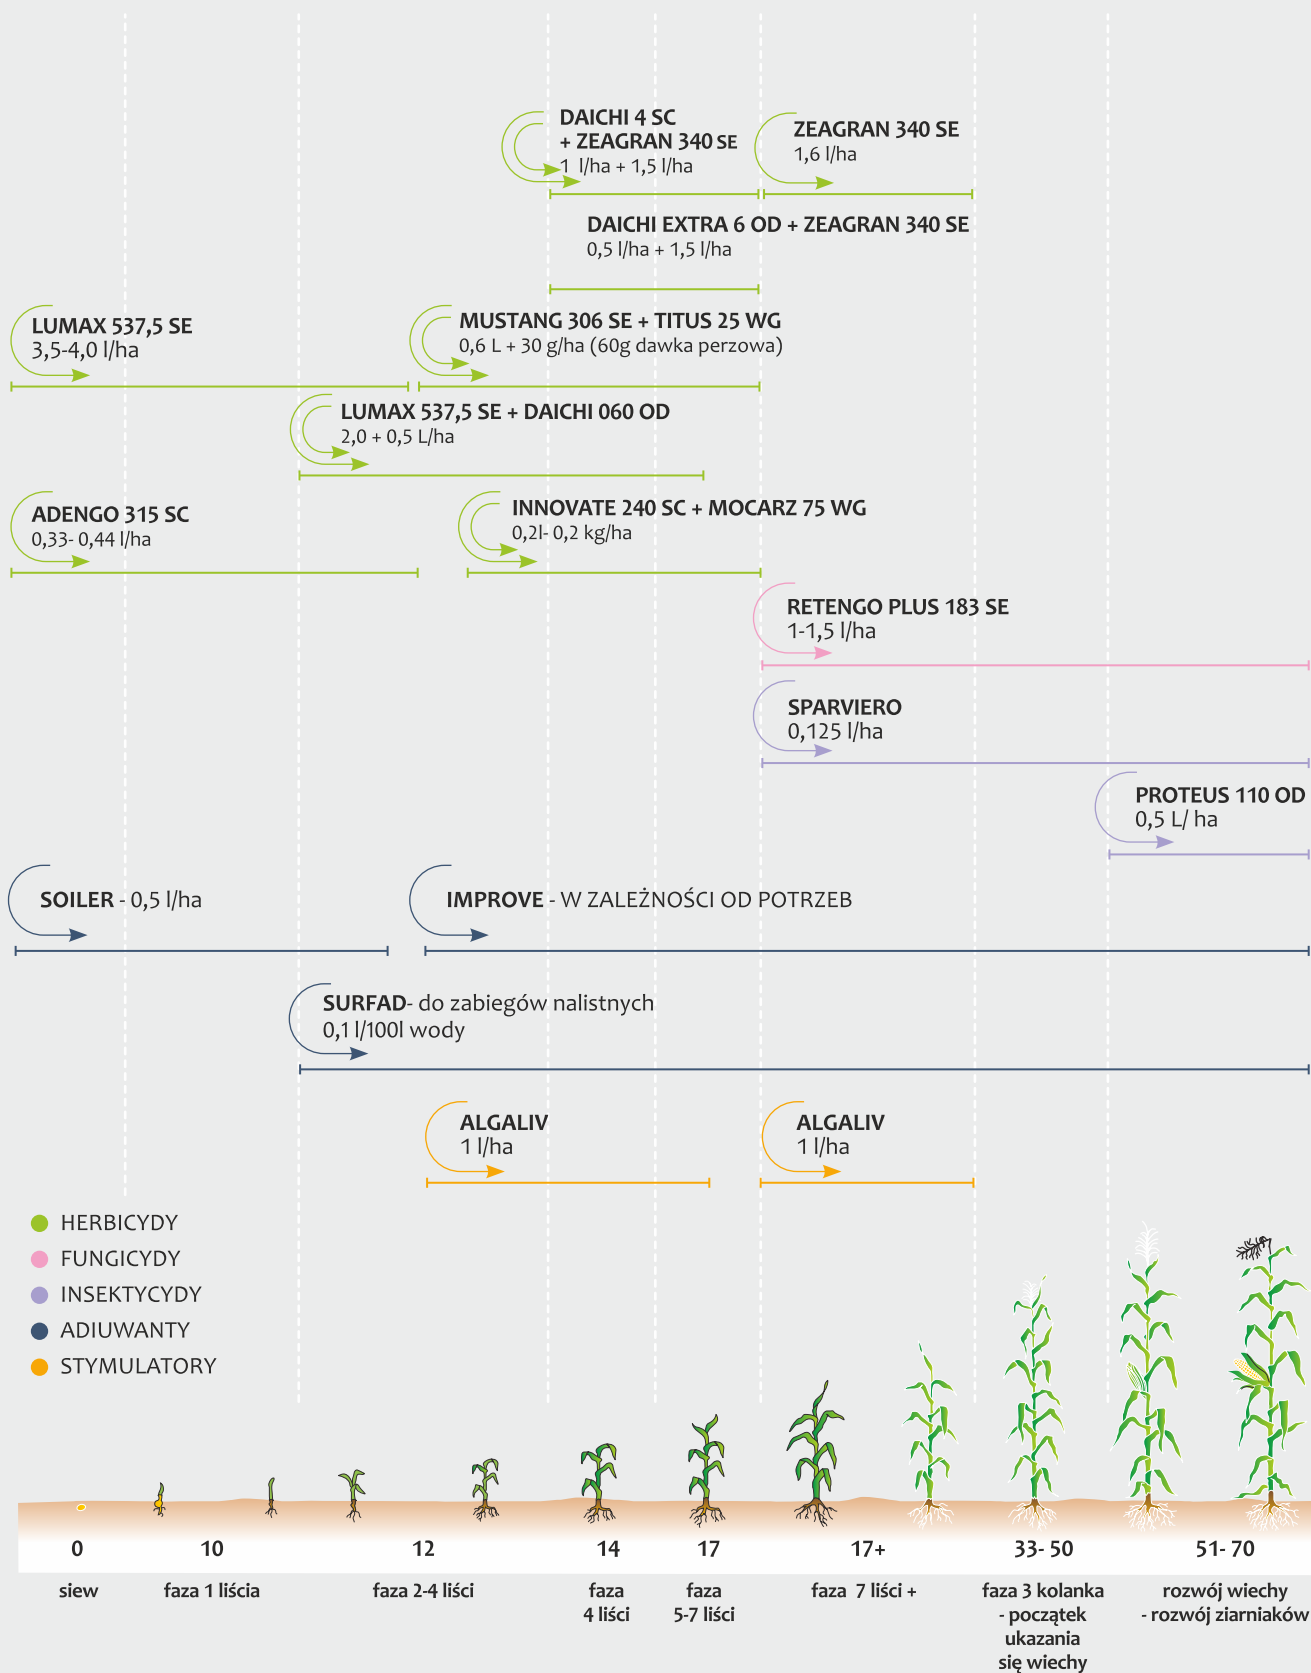 DAICHI 4 SC
+ ZEAGRAN 340 SE
1 l/ha + 1,5 l/ha
ZEAGRAN 340 SE
1,6 l/ha
DAICHI EXTRA 6 OD + ZEAGRAN 340 SE
0,5 l/ha + 1,5 l/ha
LUMAX 537,5 SE
3,5-4,0 l/ha
MUSTANG 306 SE + TITUS 25 WG
0,6 L + 30 g/ha (60g dawka perzowa)
LUMAX 537,5 SE + DAICHI 060 OD
2,0 + 0,5 L/ha
ADENGO 315 SC
0,33- 0,44 l/ha
INNOVATE 240 SC + MOCARZ 75 WG
0,2l- 0,2 kg/ha
RETENGO PLUS 183 SE
1-1,5 l/ha
SPARVIERO
0,125 l/ha
PROTEUS 110 OD
0,5 L/ ha
SOILER - 0,5 l/ha
IMPROVE - W ZALEŻNOŚCI OD POTRZEB
SURFAD- do zabiegów nalistnych
0,1 l/100l wody
ALGALIV
1 l/ha
ALGALIV
1 l/ha
HERBICYDY
FUNGICYDY
INSEKTYCYDY
ADIUWANTY
STYMULATORY
0
10
12
14
17
17+
33- 50
51- 70
siew
faza 1 liścia
faza 2-4 liści
faza
4 liści
faza
5-7 liści
faza 7 liści +
faza 3 kolanka
- początek
ukazania
się wiechy
rozwój wiechy
- rozwój ziarniaków